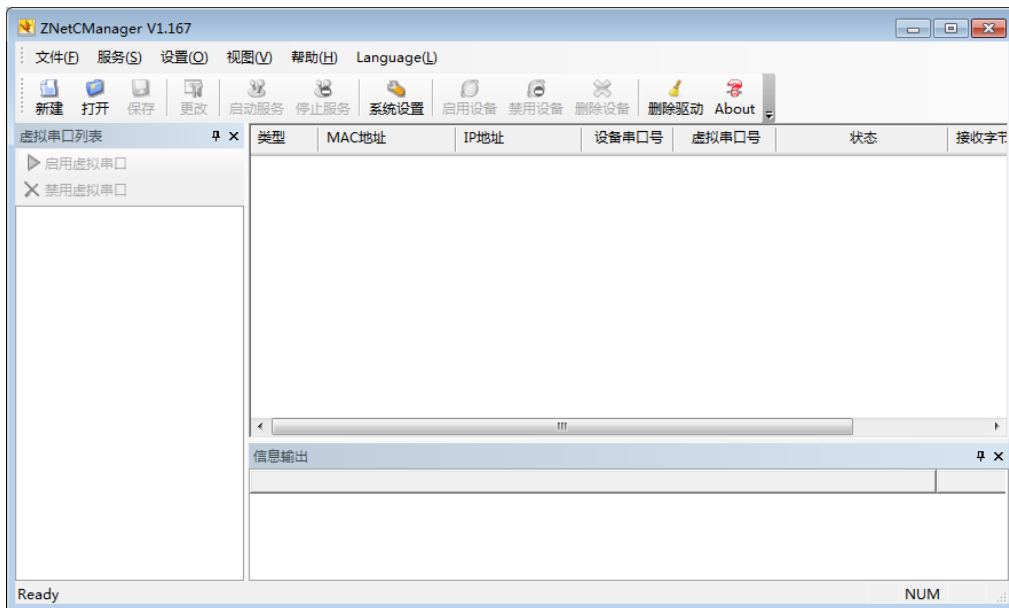 ZNetCManager V1.167
文件(F) 服务(S) 设置(O) 视图(V) 帮助(H) Language(L)
新建 打开 保存 更改 启动服务 停止服务 系统设置 启用设备 禁用设备 删除设备 删除驱动 About
虚拟串口列表
启用虚拟串口
禁用虚拟串口
类型 MAC地址 IP地址 设备串口号 虚拟串口号 状态 接收字节
信息输出
Ready NUM